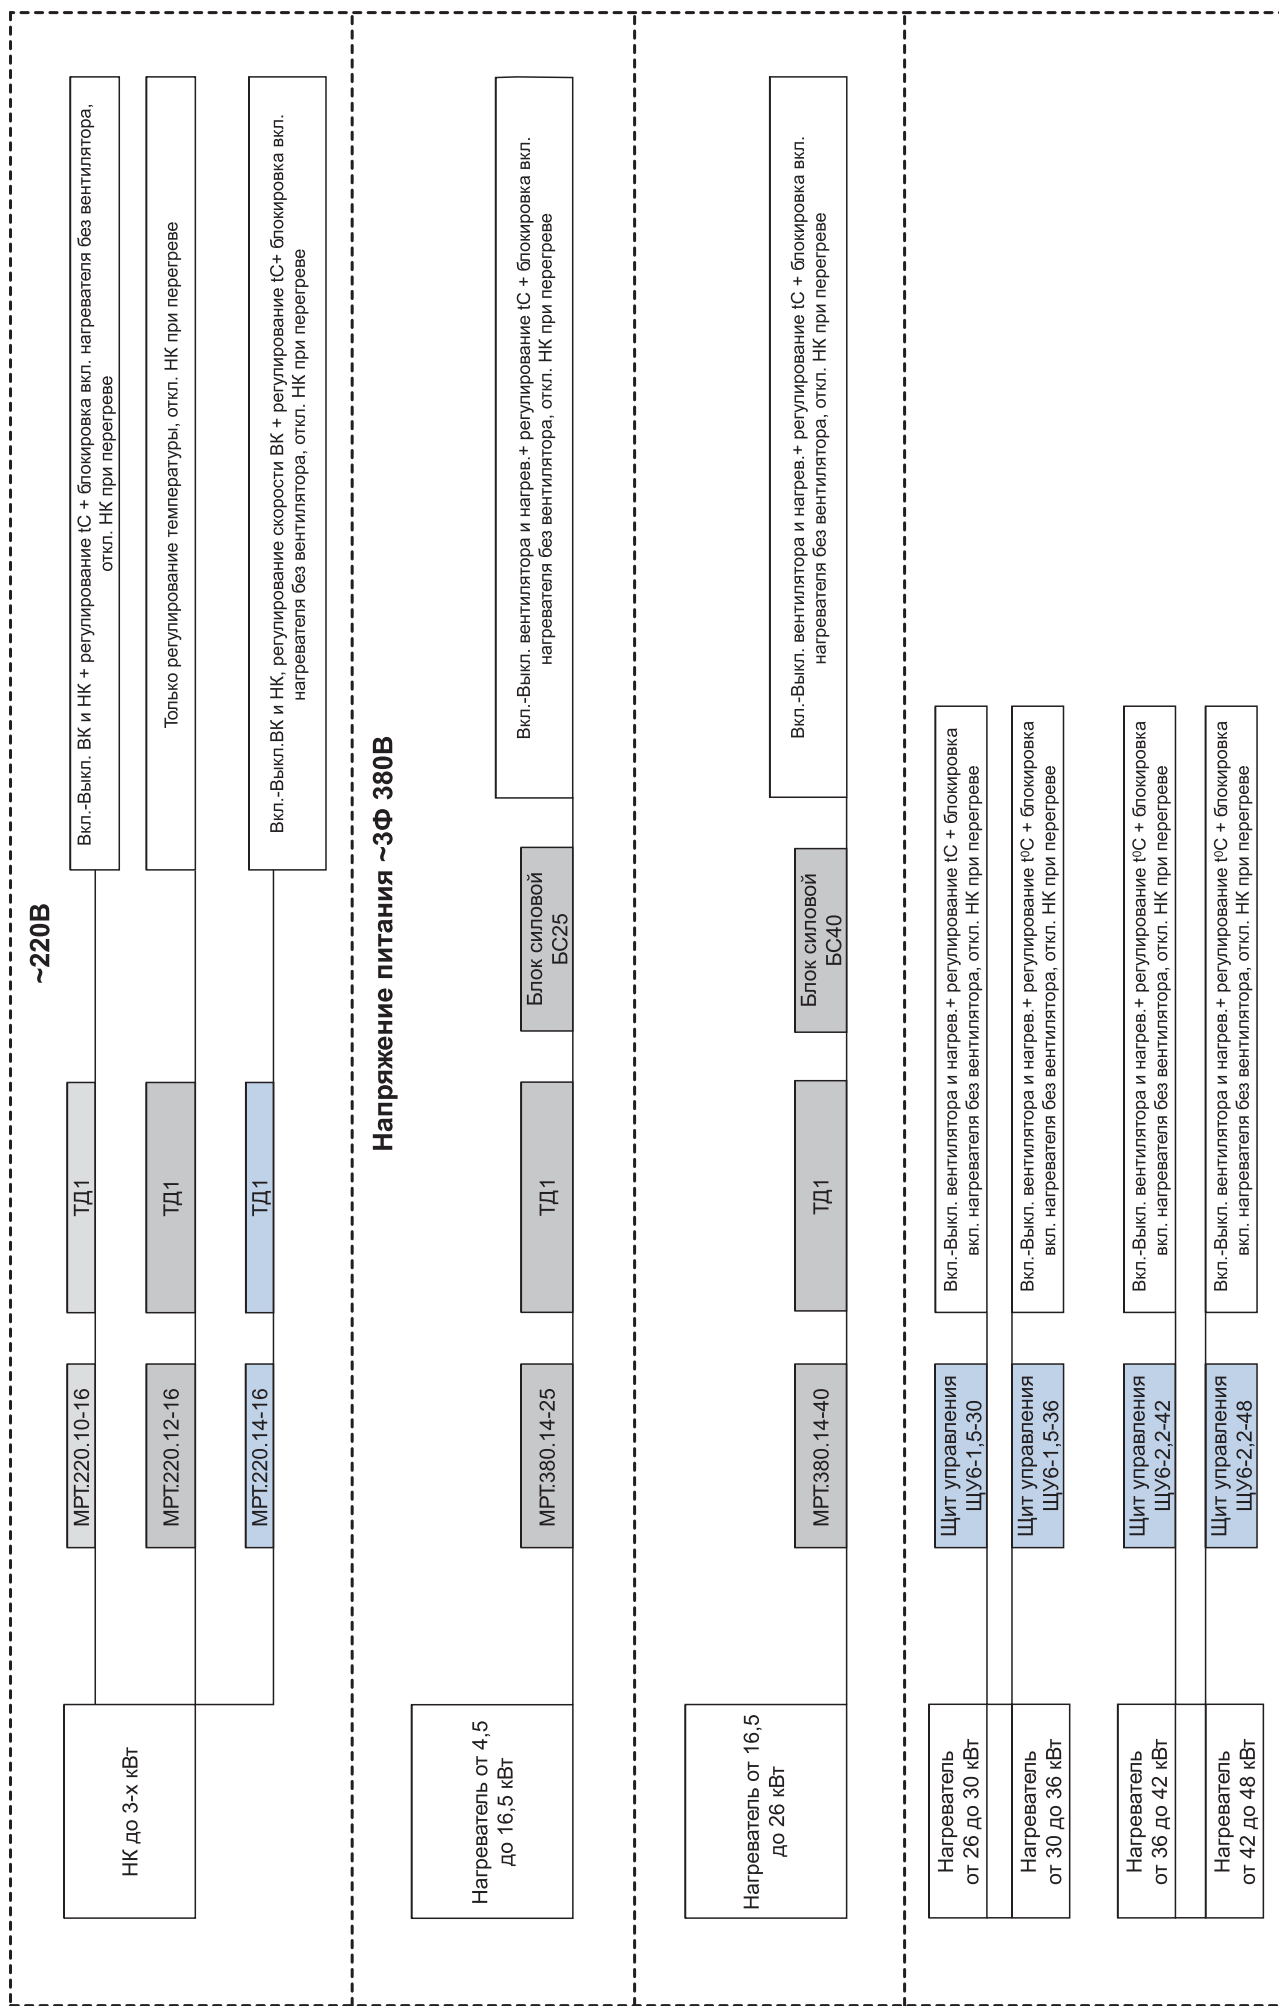 ~220В
НК до 3-х кВт
МРТ.220.10-16
ТД1
Вкл.-Выкл. ВК и НК + регулирование tC + блокировка вкл. нагревателя без вентилятора,
откл. НК при перегреве
МРТ.220.12-16
ТД1
Только регулирование температуры, откл. НК при перегреве
МРТ.220.14-16
ТД1
Вкл.-Выкл.ВК и НК, регулирование скорости ВК + регулирование tC+ блокировка вкл.
нагревателя без вентилятора, откл. НК при перегреве
Напряжение питания ~3Ф 380В
Нагреватель от 4,5
до 16,5 кВт
МРТ.380.14-25
ТД1
Блок силовой
БС25
Вкл.-Выкл. вентилятора и нагрев.+ регулирование tC + блокировка вкл.
нагревателя без вентилятора, откл. НК при перегреве
Нагреватель от 16,5
до 26 кВт
МРТ.380.14-40
ТД1
Блок силовой
БС40
Вкл.-Выкл. вентилятора и нагрев.+ регулирование tC + блокировка вкл.
нагревателя без вентилятора, откл. НК при перегреве
Нагреватель
от 26 до 30 кВт
Щит управления
ЩУ6-1,5-30
Вкл.-Выкл. вентилятора и нагрев.+ регулирование tC + блокировка
вкл. нагревателя без вентилятора, откл. НК при перегреве
Нагреватель
от 30 до 36 кВт
Щит управления
ЩУ6-1,5-36
Вкл.-Выкл. вентилятора и нагрев.+ регулирование t⁰C + блокировка
вкл. нагревателя без вентилятора, откл. НК при перегреве
Нагреватель
от 36 до 42 кВт
Щит управления
ЩУ6-2,2-42
Вкл.-Выкл. вентилятора и нагрев.+ регулирование t⁰C + блокировка
вкл. нагревателя без вентилятора, откл. НК при перегреве
Нагреватель
от 42 до 48 кВт
Щит управления
ЩУ6-2,2-48
Вкл.-Выкл. вентилятора и нагрев.+ регулирование t⁰C + блокировка
вкл. нагревателя без вентилятора, откл. НК при перегреве